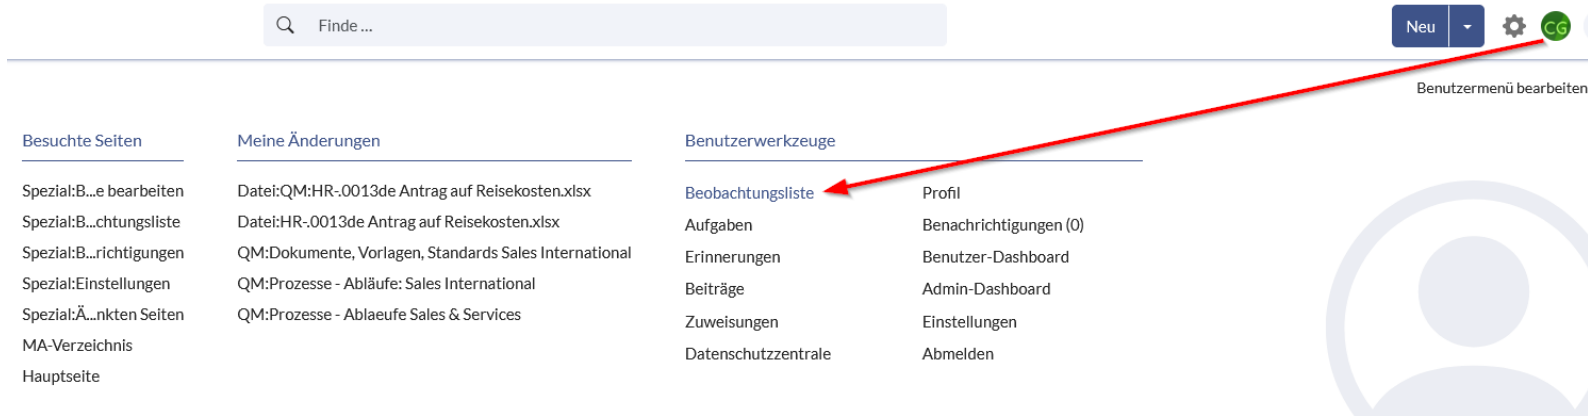 Finde ...
Neu
CG
Benutzermenü bearbeiten
Besuchte Seiten
Spezial:B...e bearbeiten
Spezial:B...chtungsliste
Spezial:B...richtigungen
Spezial:Einstellungen
Spezial:Ä...nkten Seiten
MA-Verzeichnis
Hauptseite
Meine Änderungen
Datei:QM:HR-.0013de Antrag auf Reisekosten.xlsx
Datei:HR-.0013de Antrag auf Reisekosten.xlsx
QM:Dokumente, Vorlagen, Standards Sales International
QM:Prozesse - Abläufe: Sales International
QM:Prozesse - Ablaeufe Sales & Services
Benutzerwerkzeuge
Beobachtungsliste
Aufgaben
Erinnerungen
Beiträge
Zuweisungen
Datenschutzzentrale
Profil
Benachrichtigungen (0)
Benutzer-Dashboard
Admin-Dashboard
Einstellungen
Abmelden